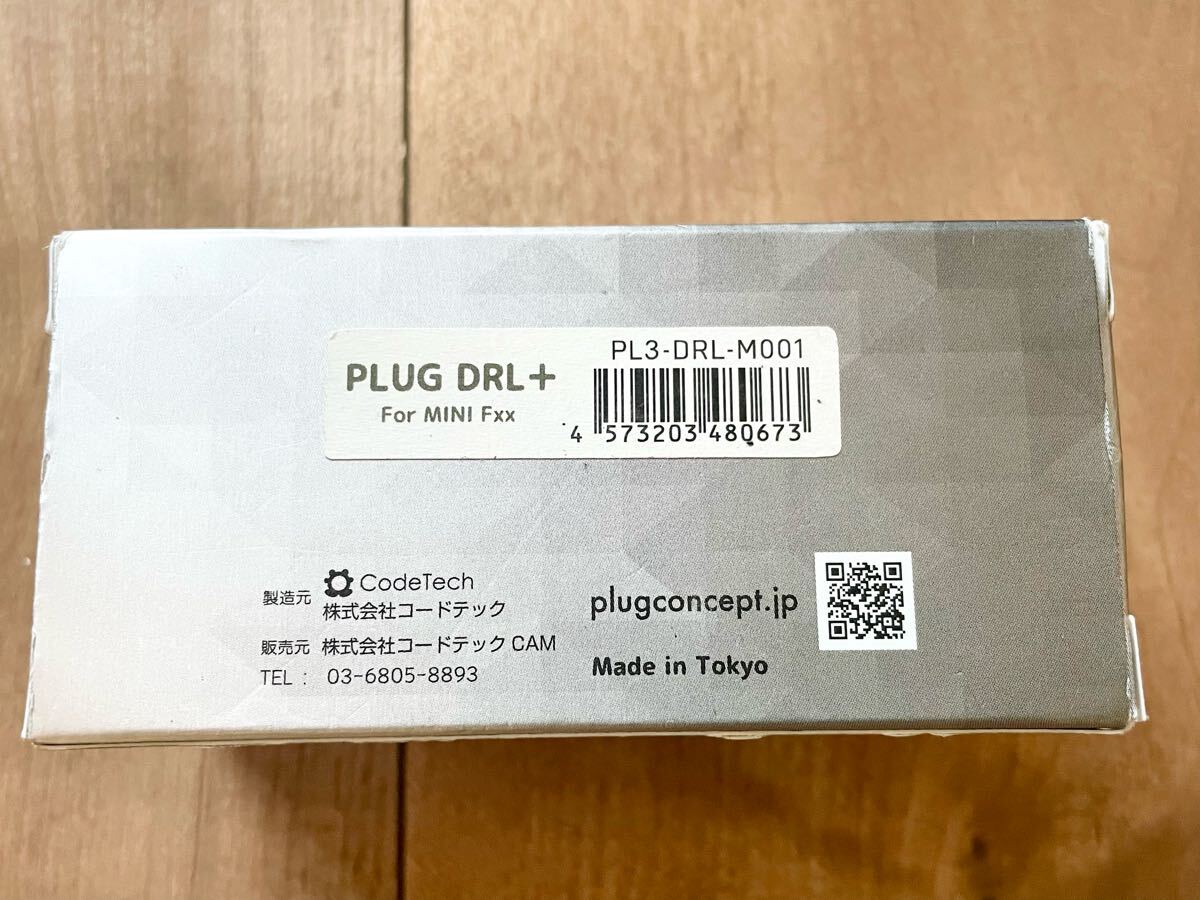 PLUG DRL+
For MINI Fxx
PL3-DRL-M001
4 573203 480673
製造元 CodeTech
株式会社コードテック
販売元 株式会社コードテック CAM
TEL : 03-6805-8893
plugconcept.jp
Made in Tokyo